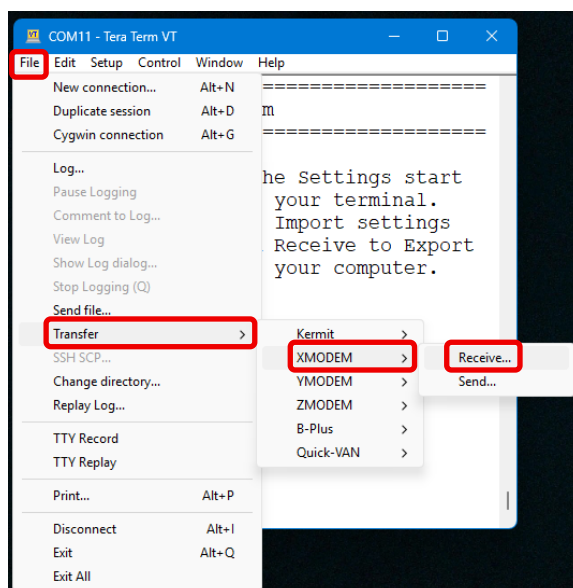 COM11 - Tera Term VT
File Edit Setup Control Window Help
New connection... Alt+N
Duplicate session Alt+D
Cygwin connection Alt+G
Log...
Pause Logging
Comment to Log...
View Log
Show Log dialog...
Stop Logging (Q)
Send file...
Transfer >
SSH SCP...
Change directory...
Replay Log...
TTY Record
TTY Replay
Print... Alt+P
Disconnect Alt+I
Exit Alt+Q
Exit All
Kermit >
XMODEM >
YMODEM >
ZMODEM >
B-Plus >
Quick-VAN >
Receive...
Send...
===================
m
===================
he Settings start
your terminal.
Import settings
Receive to Export
your computer.